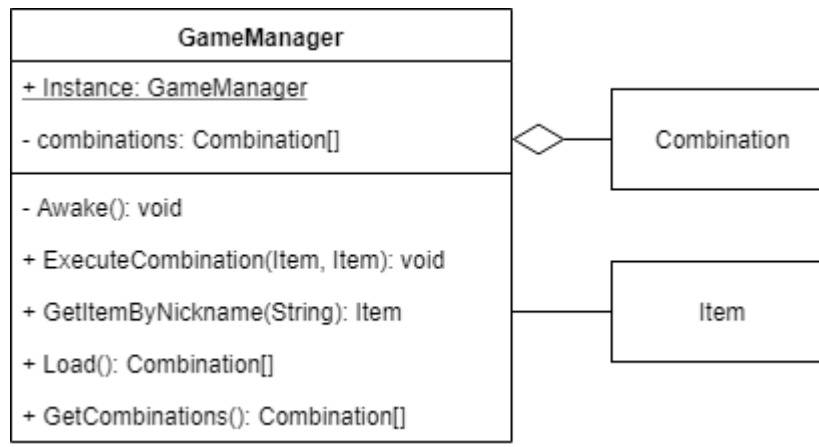 GameManager
+ Instance: GameManager
- combinations: Combination[]
Combination
- Awake(): void
+ ExecuteCombination(Item, Item): void
+ GetItemByNickname(String): Item
Item
+ Load(): Combination[]
+ GetCombinations(): Combination[]